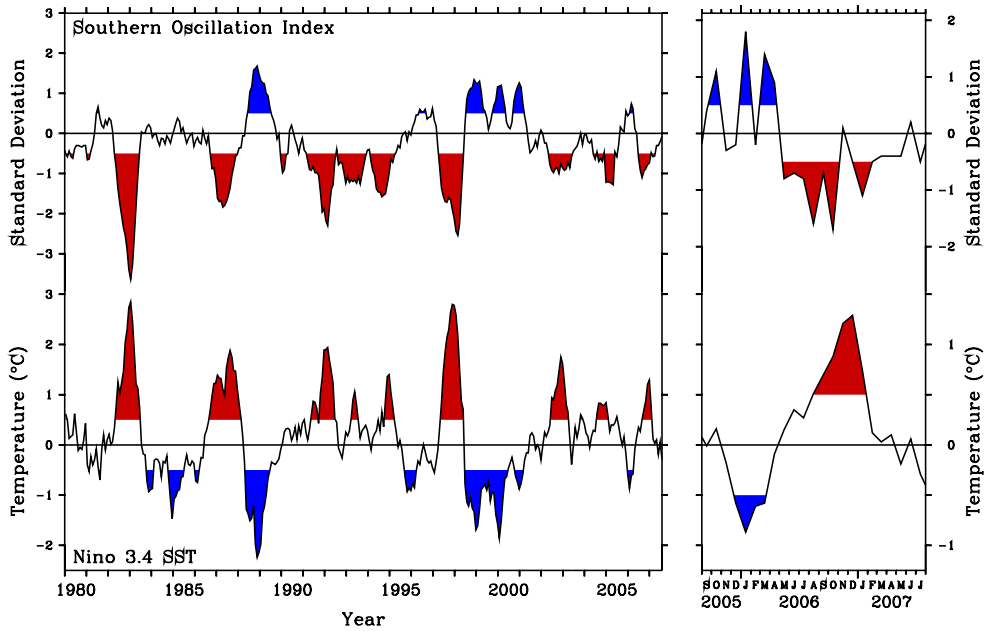 Southern Oscillation Index
Standard Deviation
3
2
1
0
-1
-2
-3
2
1
0
-1
-2
Standard Deviation
Temperature (°C)
3
2
1
0
-1
-2
Nino 3.4 SST
1
0
-1
Temperature (°C)
1980 1985 1990 1995 2000 2005
Year
S O N D J F M A M J J A S O N D J F M A M J J
2005 2006 2007